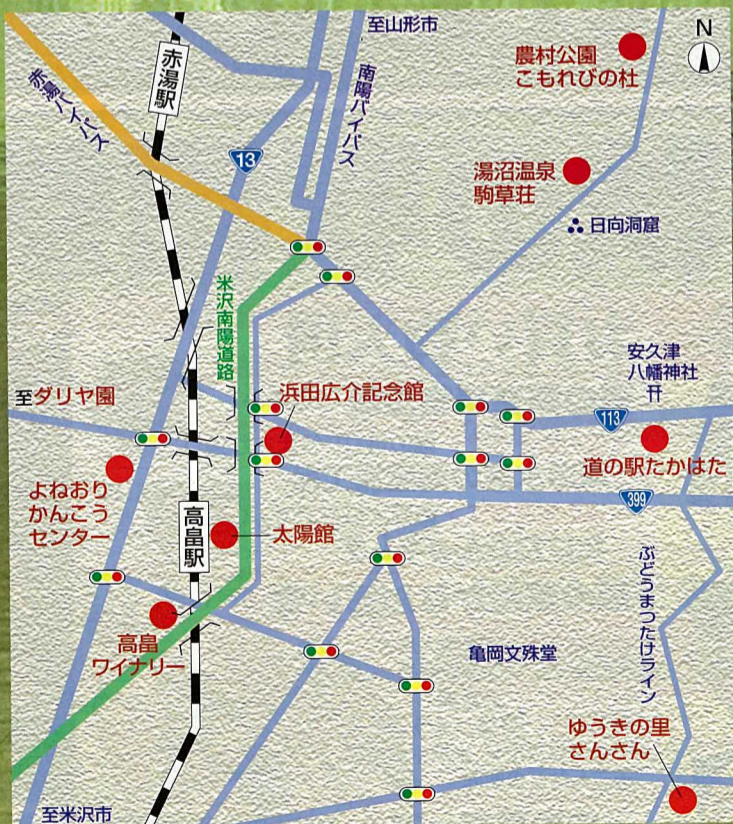 至山形市
N
農村公園
こもれびの杜
赤湯駅
赤湯バイパス
南陽バイパス
13
湯沼温泉
駒草荘
日向洞窟
米沢南陽道路
安久津
八幡神社
至ダリヤ園
浜田広介記念館
113
道の駅たかはた
よねおり
かんこう
センター
399
高畠駅
太陽館
ぶどうまつたけライン
高畠
ワイナリー
亀岡文殊堂
ゆうきの里
さんさん
至米沢市